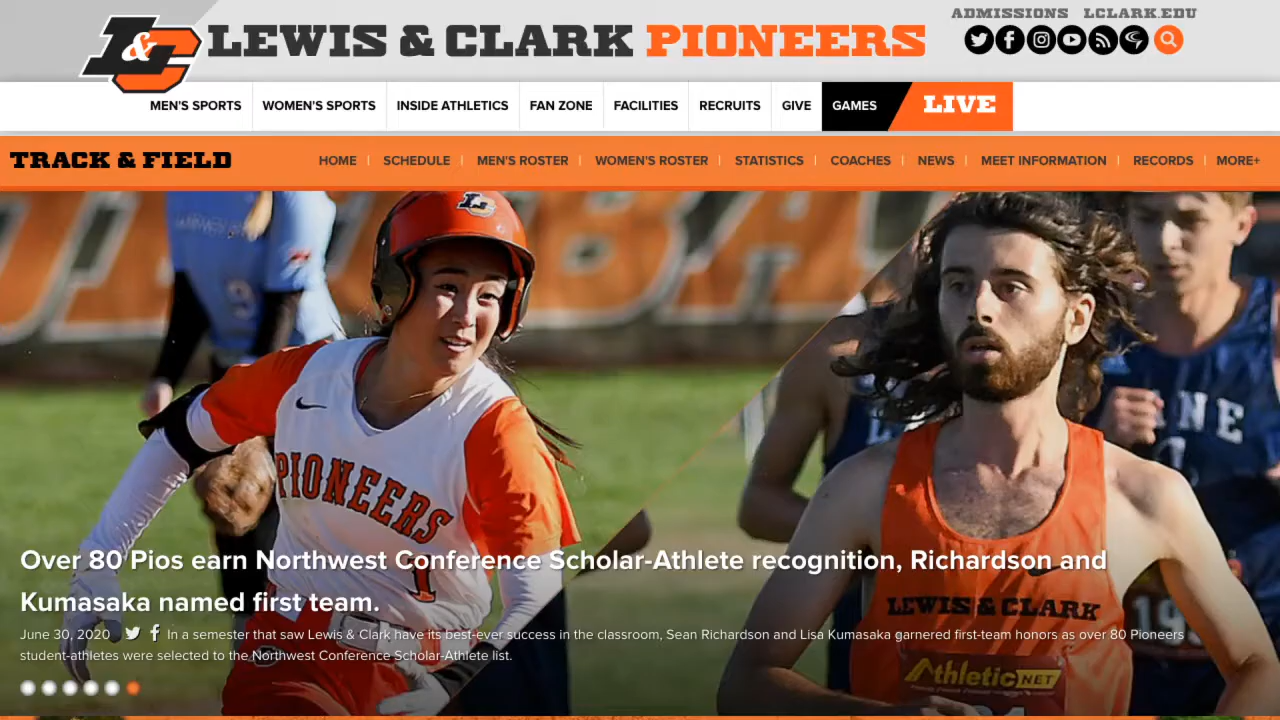 ADMISSIONS LCLARK.EDU
L&C LEWIS & CLARK PIONEERS
MEN'S SPORTS WOMEN'S SPORTS INSIDE ATHLETICS FAN ZONE FACILITIES RECRUITS GIVE GAMES LIVE
TRACK & FIELD HOME SCHEDULE MEN'S ROSTER WOMEN'S ROSTER STATISTICS COACHES NEWS MEET INFORMATION RECORDS MORE+
LC
PIONEERS
1
LEWIS & CLARK
Athletic NET
Over 80 Pios earn Northwest Conference Scholar-Athlete recognition, Richardson and
Kumasaka named first team.
June 30, 2020 In a semester that saw Lewis & Clark have its best-ever success in the classroom, Sean Richardson and Lisa Kumasaka garnered first-team honors as over 80 Pioneers
student-athletes were selected to the Northwest Conference Scholar-Athlete list.